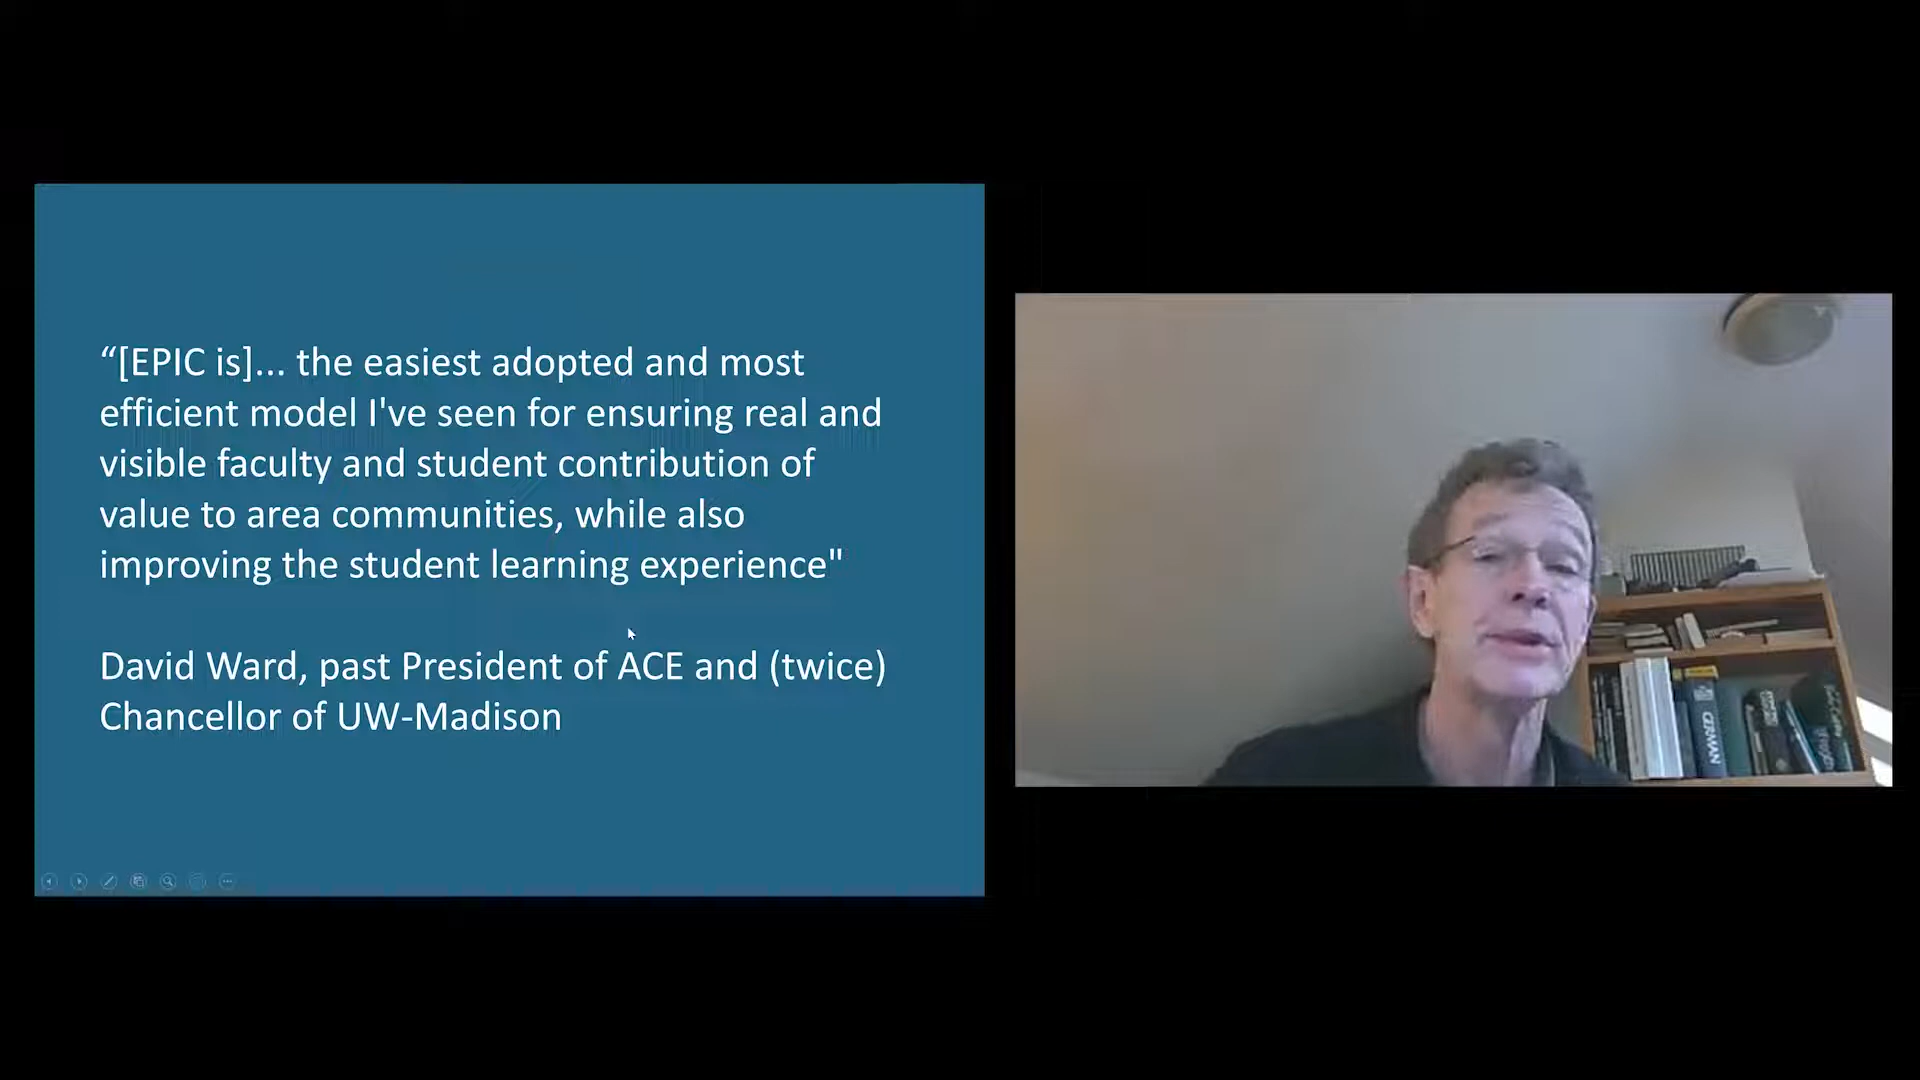 “[EPIC is]... the easiest adopted and most
efficient model I've seen for ensuring real and
visible faculty and student contribution of
value to area communities, while also
improving the student learning experience"
David Ward, past President of ACE and (twice)
Chancellor of UW-Madison
GERMAN